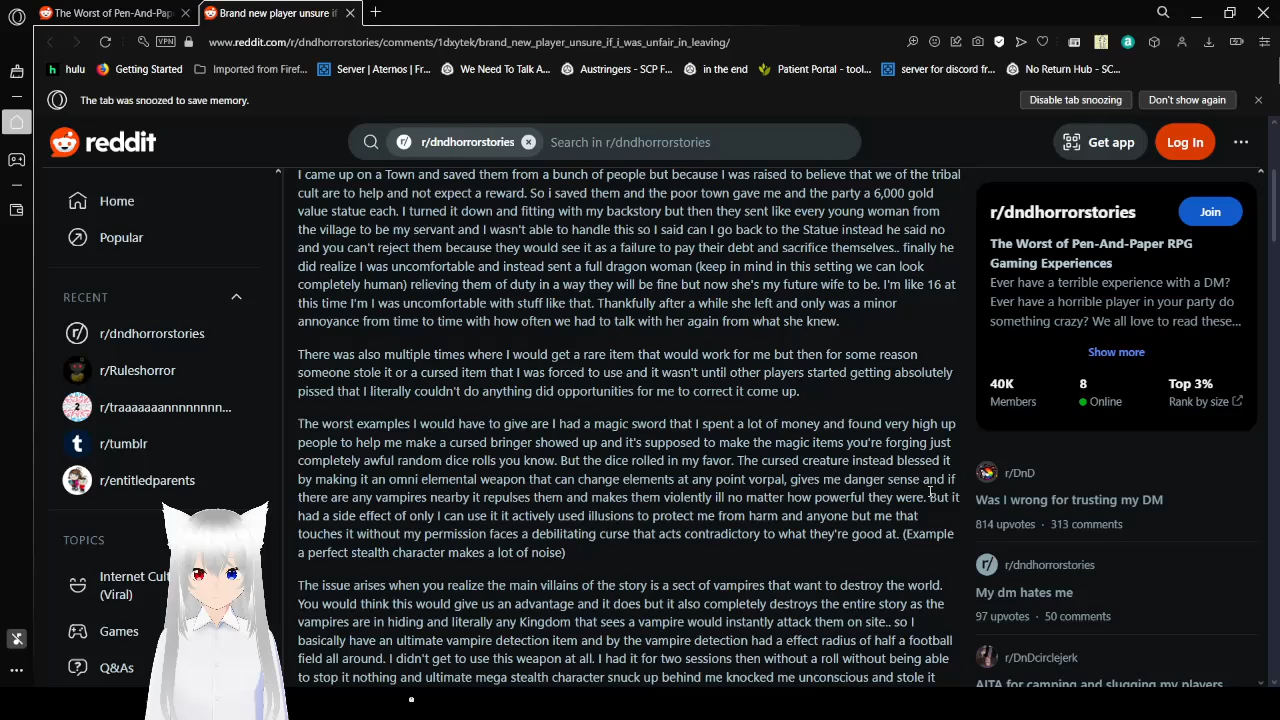 The Worst of Pen-And-Pap
Brand new player unsure if
VPN
www.reddit.com/r/dndhorrorstories/comments/1dxytek/brand_new_player_unsure_if_i_was_unfair_in_leaving/
hulu
Getting Started
Imported from Firef...
Server | Aternos | Fr...
We Need To Talk A...
Austringers - SCP F...
in the end
Patient Portal - tool...
server for discord fr...
No Return Hub - SC...
The tab was snoozed to save memory.
Disable tab snoozing
Don't show again
reddit
r/dndhorrorstories
Search in r/dndhorrorstories
Get app
Log In
Home
Popular
RECENT
r/dndhorrorstories
r/Ruleshorror
r/traaaaaaannnnnnnn...
r/tumblr
r/entitledparents
TOPICS
Internet Cul
(Viral)
Games
Q&As
I came up on a Town and saved them from a bunch of people but because I was raised to believe that we of the tribal
cult are to help and not expect a reward. So i saved them and the poor town gave me and the party a 6,000 gold
value statue each. I turned it down and fitting with my backstory but then they sent like every young woman from
the village to be my servant and I wasn't able to handle this so I said can I go back to the Statue instead he said no
and you can't reject them because they would see it as a failure to pay their debt and sacrifice themselves.. finally he
did realize I was uncomfortable and instead sent a full dragon woman (keep in mind in this setting we can look
completely human) relieving them of duty in a way they will be fine but now she's my future wife to be. I'm like 16 at
this time I'm I was uncomfortable with stuff like that. Thankfully after a while she left and only was a minor
annoyance from time to time with how often we had to talk with her again from what she knew.
There was also multiple times where I would get a rare item that would work for me but then for some reason
someone stole it or a cursed item that I was forced to use and it wasn't until other players started getting absolutely
pissed that I literally couldn't do anything did opportunities for me to correct it come up.
The worst examples I would have to give are I had a magic sword that I spent a lot of money and found very high up
people to help me make a cursed bringer showed up and it's supposed to make the magic items you're forging just
completely awful random dice rolls you know. But the dice rolled in my favor. The cursed creature instead blessed it
by making it an omni elemental weapon that can change elements at any point vorpal, gives me danger sense and if
there are any vampires nearby it repulses them and makes them violently ill no matter how powerful they were. But it
had a side effect of only I can use it it actively used illusions to protect me from harm and anyone but me that
touches it without my permission faces a debilitating curse that acts contradictory to what they're good at. (Example
a perfect stealth character makes a lot of noise)
The issue arises when you realize the main villains of the story is a sect of vampires that want to destroy the world.
You would think this would give us an advantage and it does but it also completely destroys the entire story as the
vampires are in hiding and literally any Kingdom that sees a vampire would instantly attack them on site.. so I
basically have an ultimate vampire detection item and by the vampire detection had a effect radius of half a football
field all around. I didn't get to use this weapon at all. I had it for two sessions then without a roll without being able
to stop it nothing and ultimate mega stealth character snuck up behind me knocked me unconscious and stole it
r/dndhorrorstories
Join
The Worst of Pen-And-Paper RPG
Gaming Experiences
Ever have a terrible experience with a DM?
Ever have a horrible player in your party do
something crazy? We all love to read these...
Show more
40K
Members
8
Online
Top 3%
Rank by size
r/DnD
Was I wrong for trusting my DM
814 upvotes · 313 comments
r/dndhorrorstories
My dm hates me
97 upvotes · 50 comments
r/DnDcirclejerk
AITA for camping and slugging my players